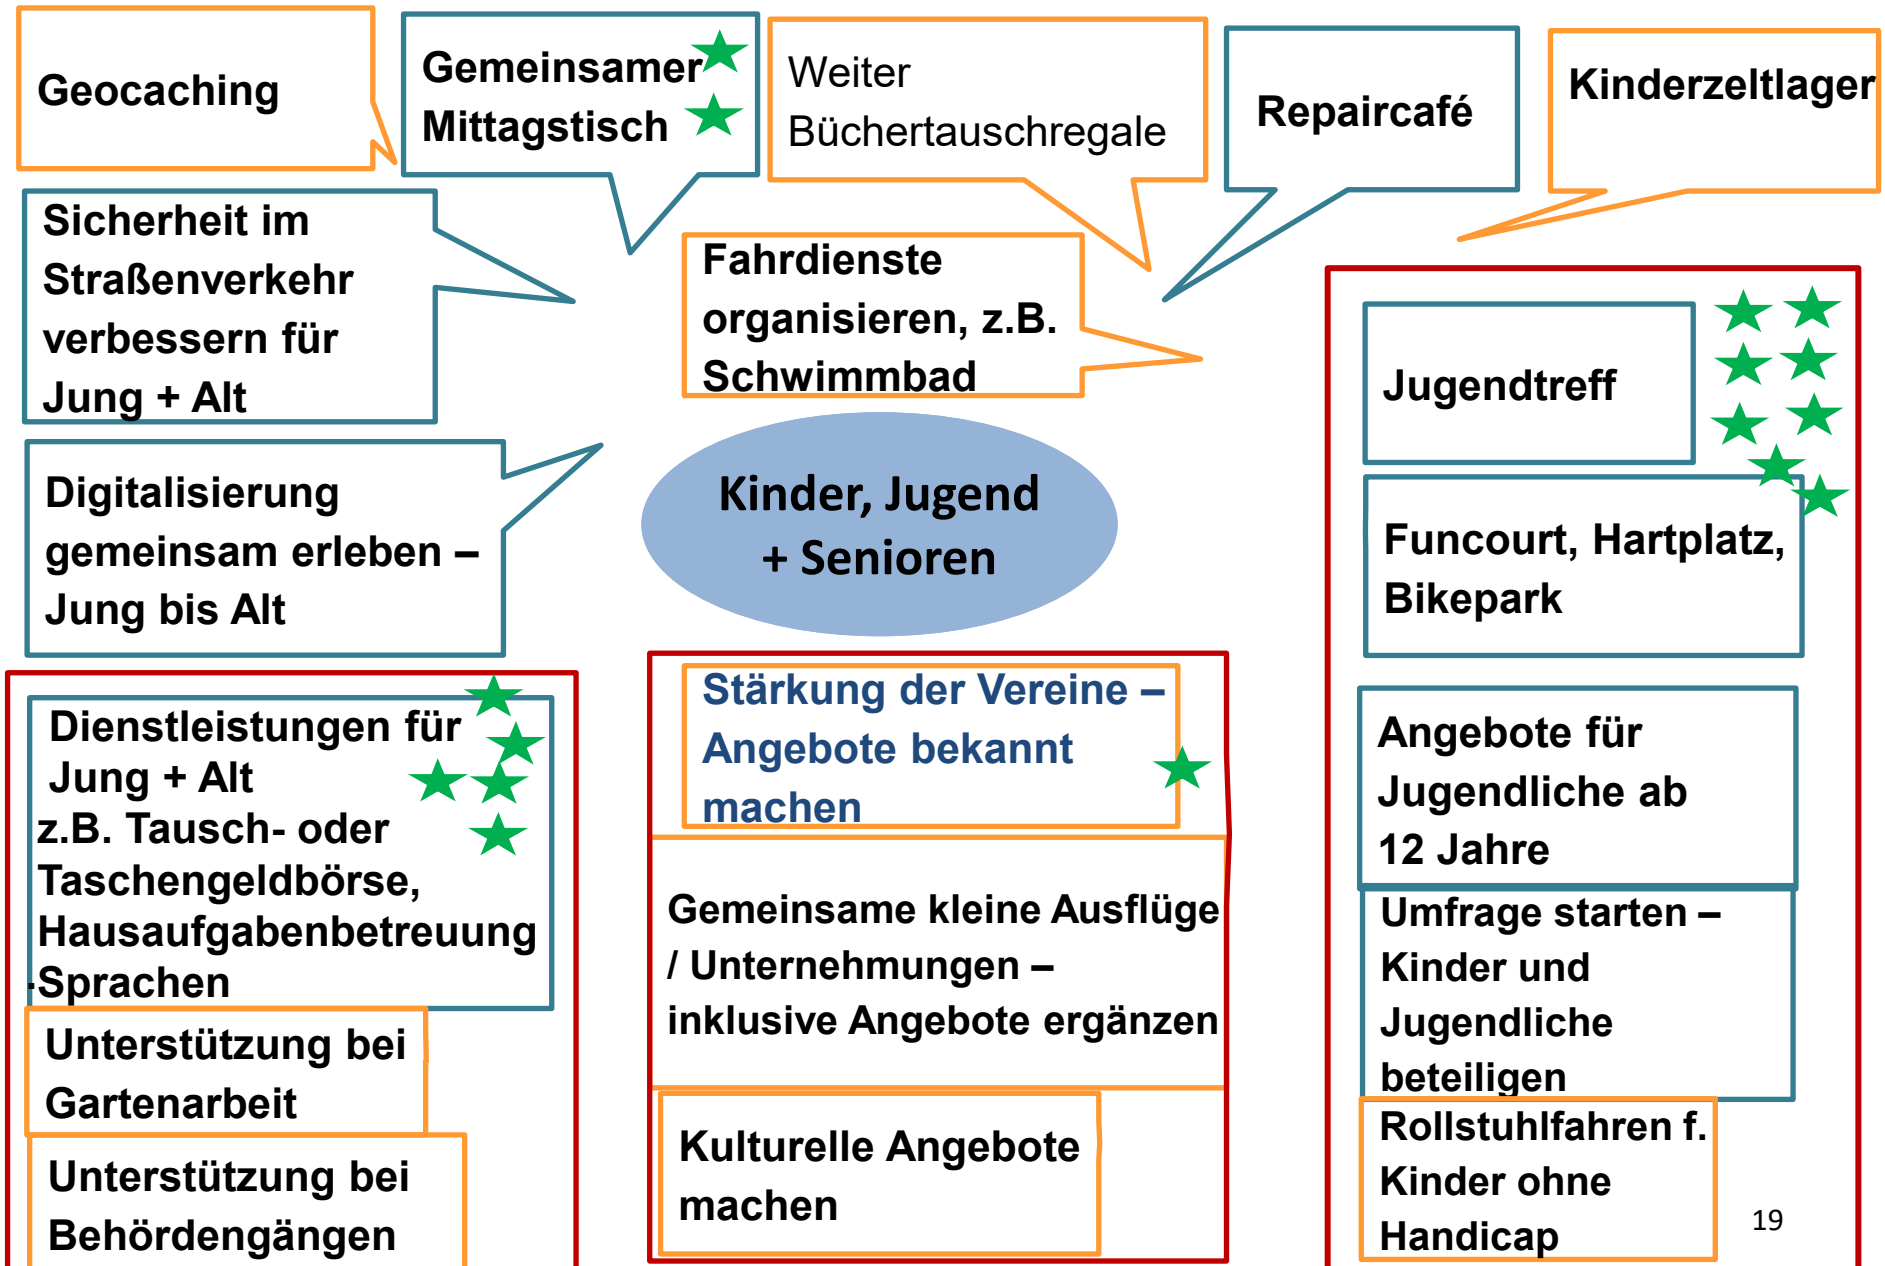 Geocaching
Gemeinsamer
Mittagstisch
Weiter
Büchertauschregale
Repaircafé
Kinderzeltlager
Sicherheit im
Straßenverkehr
verbessern für
Jung + Alt
Fahrdienste
organisieren, z.B.
Schwimmbad
Digitalisierung
gemeinsam erleben –
Jung bis Alt
Kinder, Jugend
+ Senioren
Dienstleistungen für
Jung + Alt
z.B. Tausch- oder
Taschengeldbörse,
Hausaufgabenbetreuung
·Sprachen
Unterstützung bei
Gartenarbeit
Unterstützung bei
Behördengängen
Stärkung der Vereine –
Angebote bekannt
machen
Gemeinsame kleine Ausflüge
/ Unternehmungen –
inklusive Angebote ergänzen
Kulturelle Angebote
machen
Jugendtreff
Funcourt, Hartplatz,
Bikepark
Angebote für
Jugendliche ab
12 Jahre
Umfrage starten –
Kinder und
Jugendliche
beteiligen
Rollstuhlfahren f.
Kinder ohne
Handicap
19